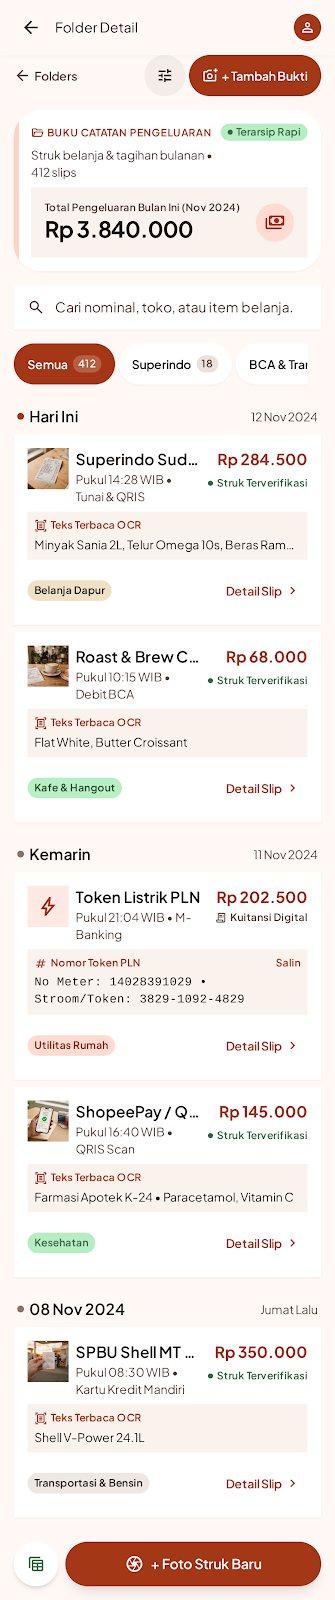 Folder Detail
Folders
+ Tambah Bukti
BUKU CATATAN PENGELUARAN
Terarsip Rapi
Struk belanja & tagihan bulanan •
412 slips
Total Pengeluaran Bulan Ini (Nov 2024)
Rp 3.840.000
Cari nominal, toko, atau item belanja.
Semua 412
Superindo 18
BCA & Tra
Hari Ini
12 Nov 2024
Superindo Sud...
Rp 284.500
Pukul 14:28 WIB •
Tunai & QRIS
Struk Terverifikasi
Teks Terbaca OCR
Minyak Sania 2L, Telur Omega 10s, Beras Ram...
Belanja Dapur
Detail Slip
Roast & Brew C...
Rp 68.000
Pukul 10:15 WIB •
Debit BCA
Struk Terverifikasi
Teks Terbaca OCR
Flat White, Butter Croissant
Kafe & Hangout
Detail Slip
Kemarin
11 Nov 2024
Token Listrik PLN
Rp 202.500
Pukul 21:04 WIB • M-
Banking
Kuitansi Digital
Nomor Token PLN
Salin
No Meter: 14028391029 •
Stroom/Token: 3829-1092-4829
Utilitas Rumah
Detail Slip
ShopeePay / Q...
Rp 145.000
Pukul 16:40 WIB •
QRIS Scan
Struk Terverifikasi
Teks Terbaca OCR
Farmasi Apotek K-24 • Paracetamol, Vitamin C
Kesehatan
Detail Slip
08 Nov 2024
Jumat Lalu
SPBU Shell MT ...
Rp 350.000
Pukul 08:30 WIB •
Kartu Kredit Mandiri
Struk Terverifikasi
Teks Terbaca OCR
Shell V-Power 24.1L
Transportasi & Bensin
Detail Slip
+ Foto Struk Baru